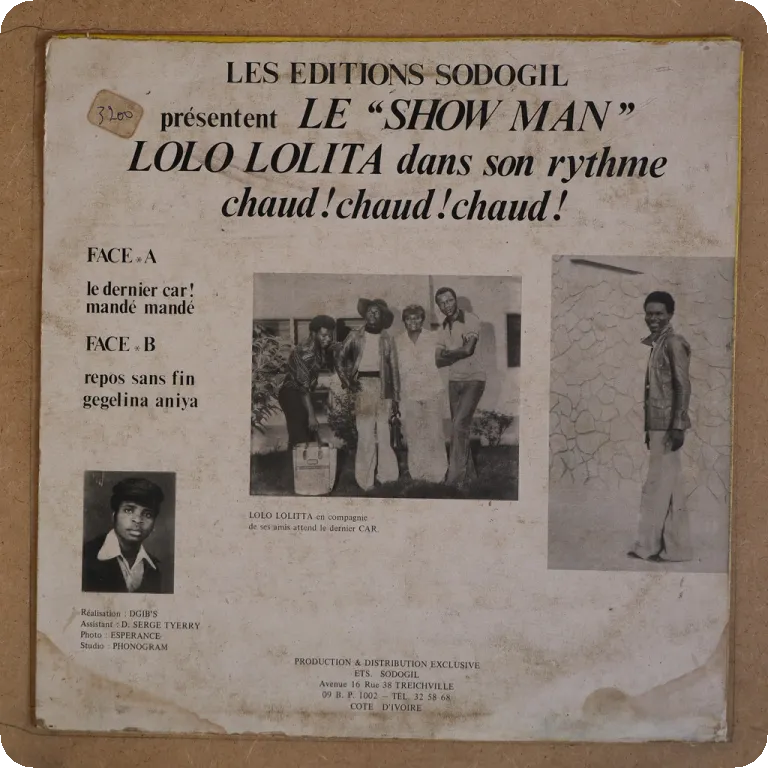 LES EDITIONS SODOGIL
3200
présentent LE “SHOW MAN”
LOLO LOLITA dans son rythme
chaud ! chaud ! chaud !
FACE * A
le dernier car !
mandé mandé
FACE * B
repos sans fin
gegelina aniya
LOLO LOLITTA en compagnie
de ses amis attend le dernier CAR.
Réalisation : DGIB'S
Assistant : D. SERGE TYERRY
Photo : ESPERANCE
Studio : PHONOGRAM
PRODUCTION & DISTRIBUTION EXCLUSIVE
ETS. SODOGIL
Avenue 16 Rue 38 TREICHVILLE
09 B. P. 1002 – TEL. 32 58 68
COTE D'IVOIRE